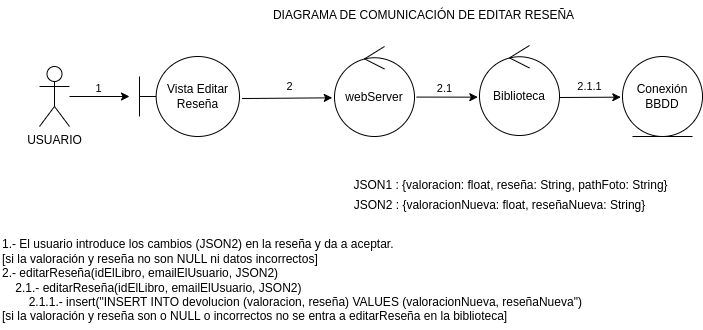 DIAGRAMA DE COMUNICACIÓN DE EDITAR RESEÑA
USUARIO
1
Vista Editar
Reseña
2
webServer
2.1
Biblioteca
2.1.1
Conexión
BBDD
JSON1 : {valoracion: float, reseña: String, pathFoto: String}
JSON2 : {valoracionNueva: float, reseñaNueva: String}
1.- El usuario introduce los cambios (JSON2) en la reseña y da a aceptar.
[si la valoración y reseña no son NULL ni datos incorrectos]
2.- editarReseña(idElLibro, emailElUsuario, JSON2)
2.1.- editarReseña(idElLibro, emailElUsuario, JSON2)
2.1.1.- insert("INSERT INTO devolucion (valoracion, reseña) VALUES (valoracionNueva, reseñaNueva")
[si la valoración y reseña son o NULL o incorrectos no se entra a editarReseña en la biblioteca]